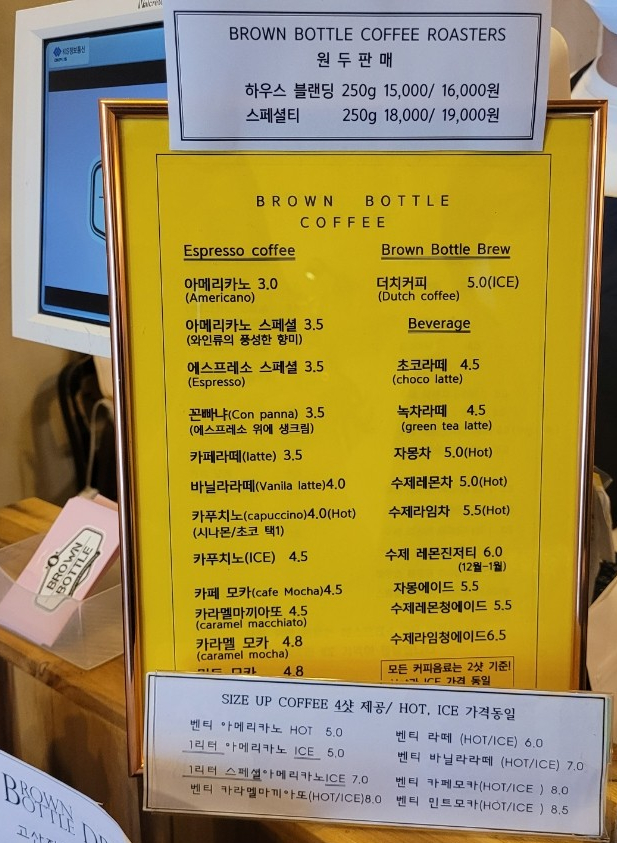 BROWN BOTTLE COFFEE ROASTERS
원두판매
하우스 블랜딩 250g 15,000/ 16,000원
스페셜티 250g 18,000/ 19,000원
BROWN BOTTLE
COFFEE
Espresso coffee
아메리카노 3.0
(Americano)
아메리카노 스페셜 3.5
(와인류의 풍성한 향미)
에스프레소 스페셜 3.5
(Espresso)
꼰빠냐(Con panna) 3.5
(에스프레소 위에 생크림)
카페라떼(latte) 3.5
바닐라라떼(Vanila latte)4.0
카푸치노(capuccino)4.0(Hot)
(시나몬/초코 택1)
카푸치노(ICE) 4.5
카페 모카(cafe Mocha)4.5
카라멜마끼아또 4.5
(caramel macchiato)
카라멜 모카 4.8
(caramel mocha)
민트 모카 4.8
Brown Bottle Brew
더치커피 5.0(ICE)
(Dutch coffee)
Beverage
초코라떼 4.5
(choco latte)
녹차라떼 4.5
(green tea latte)
자몽차 5.0(Hot)
수제레몬차 5.0(Hot)
수제라임차 5.5(Hot)
수제 레몬진저티 6.0
(12월-1월)
자몽에이드 5.5
수제레몬청에이드 5.5
수제라임청에이드6.5
모든 커피음료는 2샷 기준!
ICE 가격 동일
SIZE UP COFFEE 4샷 제공/ HOT, ICE 가격동일
벤티 아메리카노 HOT 5.0
1리터 아메리카노 ICE 5.0
1리터 스페셜아메리카노ICE 7.0
벤티 카라멜마끼아또(HOT/ICE)8.0
벤티 라떼 (HOT/ICE) 6.0
벤티 바닐라라떼 (HOT/ICE) 7.0
벤티 카페모카(HOT/ICE ) 8.0
벤티 민트모카(HOT/ICE ) 8.5
BROWN
BOTTLE
BROWN
BOTTLE